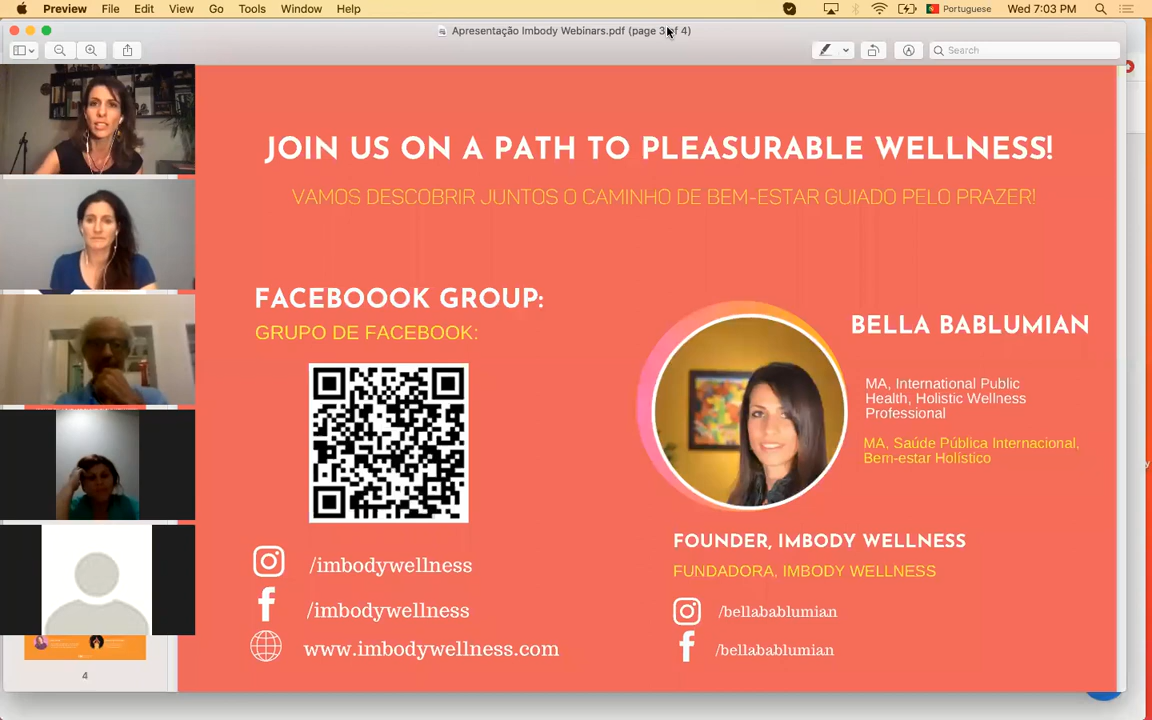 Preview File Edit View Go Tools Window Help Portuguese Wed 7:03 PM
Apresentação Imbody Webinars.pdf (page 3 of 4)
Search
JOIN US ON A PATH TO PLEASURABLE WELLNESS!
VAMOS DESCOBRIR JUNTOS O CAMINHO DE BEM-ESTAR GUIADO PELO PRAZER!
FACEBOOOK GROUP:
GRUPO DE FACEBOOK:
/imbodywellness
/imbodywellness
www.imbodywellness.com
BELLA BABLUMIAN
MA, International Public
Health, Holistic Wellness
Professional
MA, Saúde Pública Internacional,
Bem-estar Holístico
FOUNDER, IMBODY WELLNESS
FUNDADORA, IMBODY WELLNESS
/bellabablumian
/bellabablumian
4